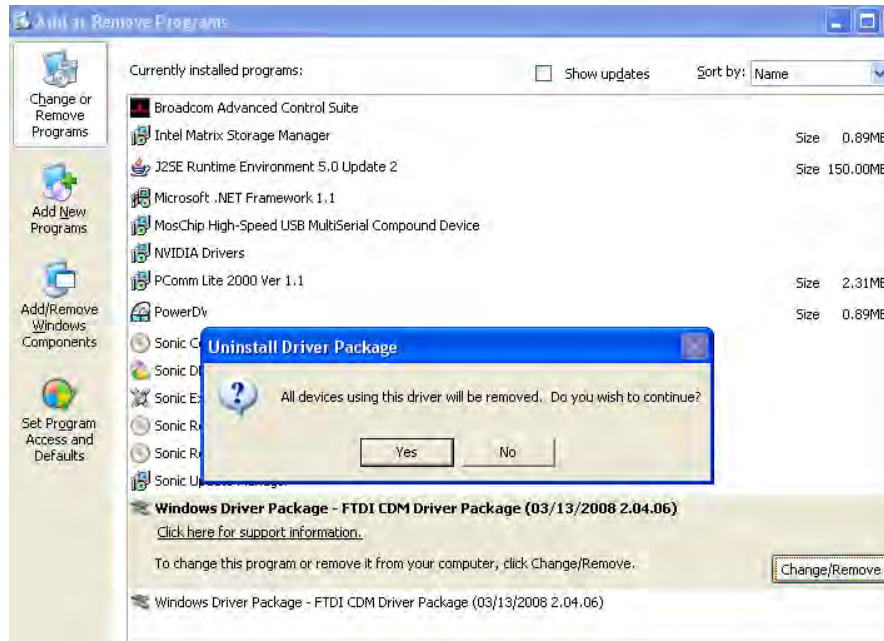 Add or Remove Programs
Currently installed programs:
Show updates
Sort by:
Name
Change or
Remove
Programs
Broadcom Advanced Control Suite
Intel Matrix Storage Manager
Size 0.89MB
J2SE Runtime Environment 5.0 Update 2
Size 150.00MB
Microsoft .NET Framework 1.1
Add New
Programs
MosChip High-Speed USB MultiSerial Compound Device
NVIDIA Drivers
PComm Lite 2000 Ver 1.1
Size 2.31MB
Add/Remove
Windows
Components
PowerDV
Size 0.89MB
Uninstall Driver Package
Sonic
Sonic
All devices using this driver will be removed. Do you wish to continue?
Sonic
Set Program
Access and
Defaults
Sonic
Sonic
Yes
No
Sonic Update Manager
Windows Driver Package - FTDI CDM Driver Package (03/13/2008 2.04.06)
Click here for support information.
To change this program or remove it from your computer, click Change/Remove.
Change/Remove
Windows Driver Package - FTDI CDM Driver Package (03/13/2008 2.04.06)